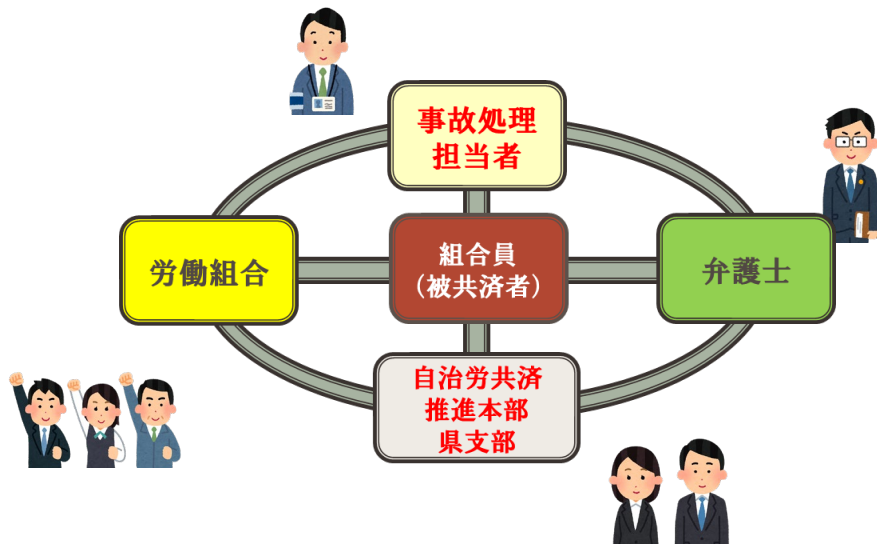 事故処理
担当者
労働組合
組合員
（被共済者）
弁護士
自治労共済
推進本部
県支部